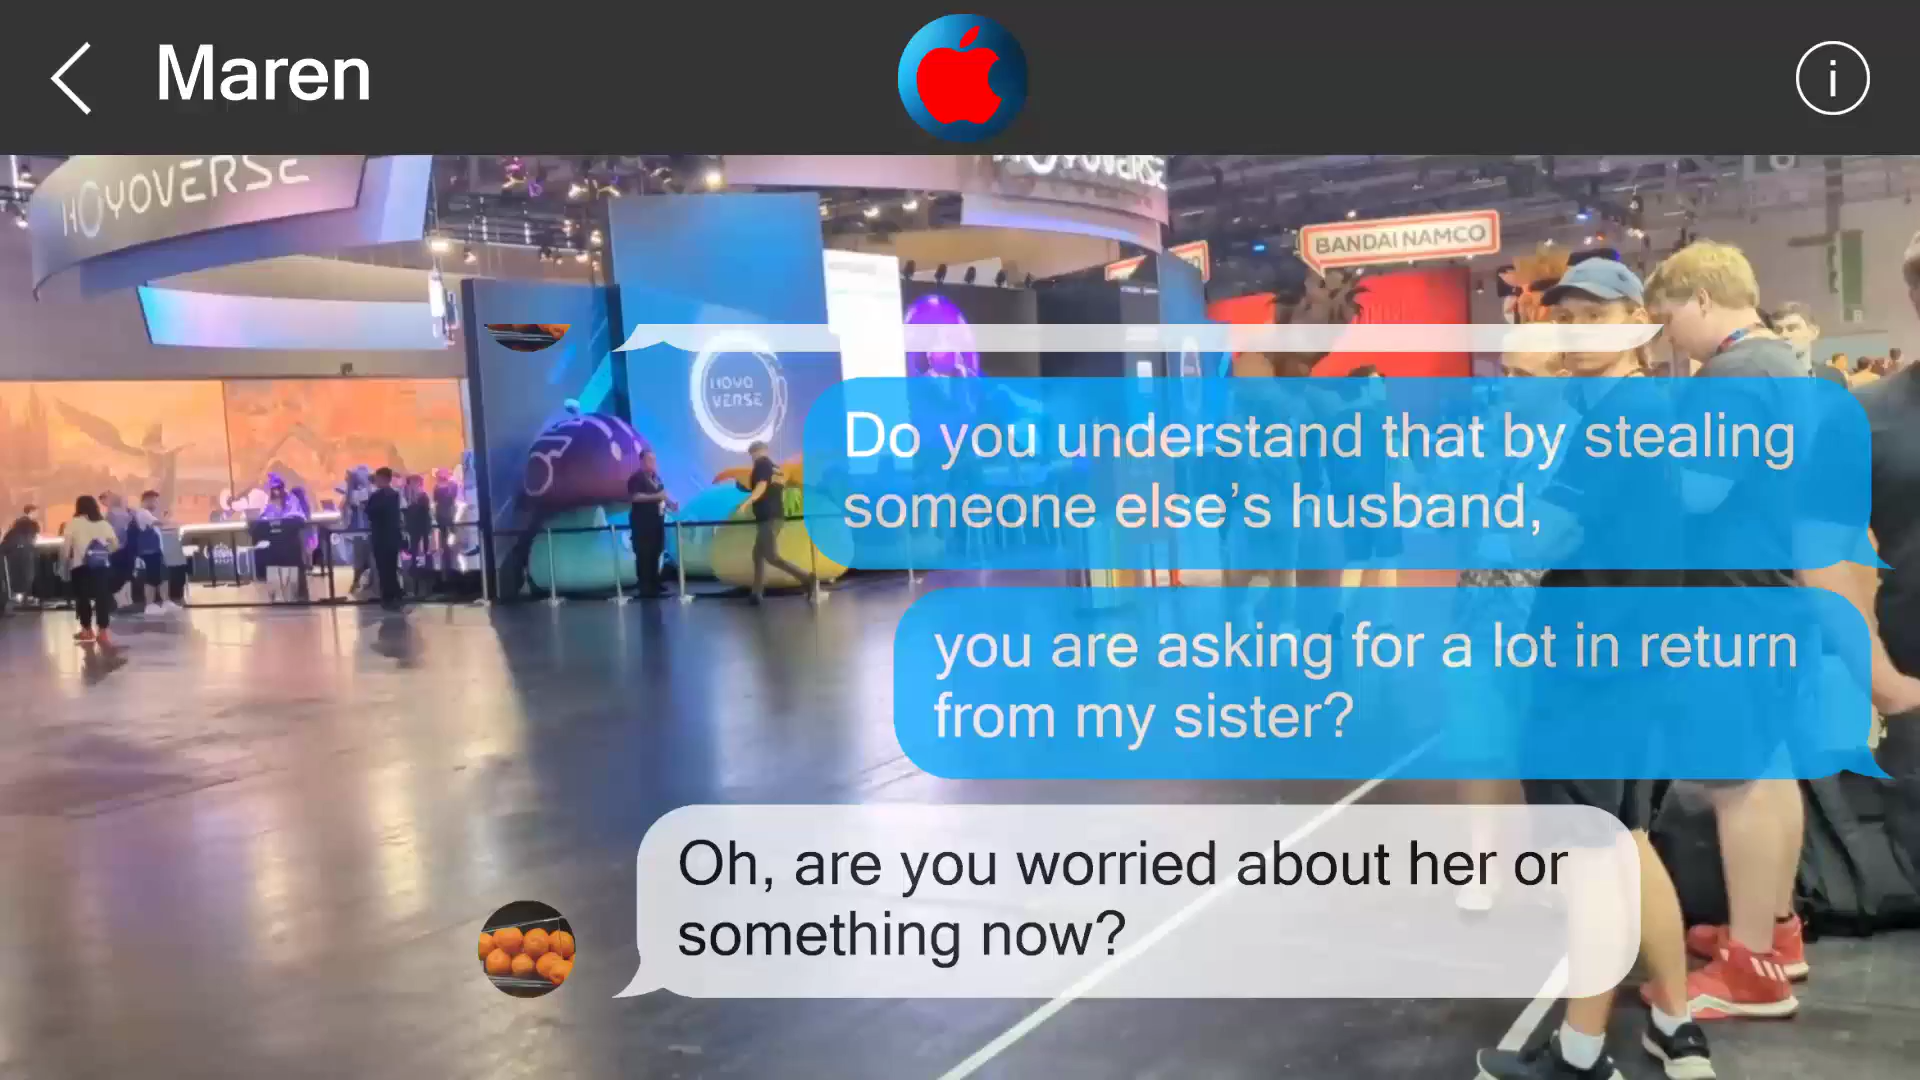 Maren
i
HOYOVERSE
HOYOVERSE
BANDAI NAMCO
HOYO
VERSE
Do you understand that by stealing
someone else’s husband,
you are asking for a lot in return
from my sister?
Oh, are you worried about her or
something now?